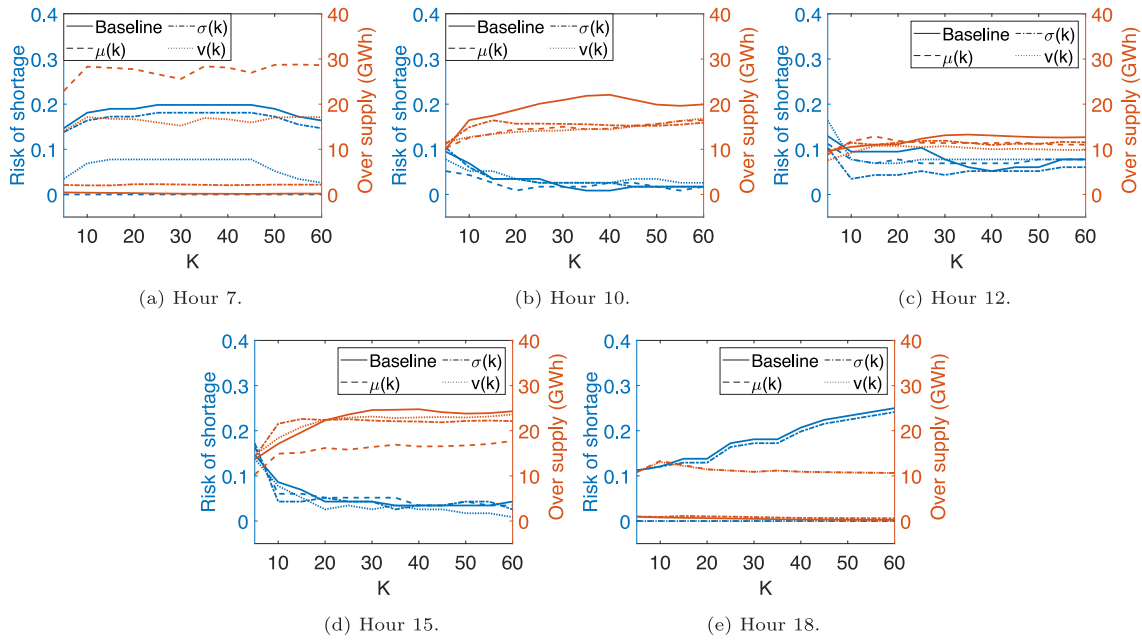 Baseline
μ(k)
σ(k)
v(k)
Risk of shortage
0.4
0.3
0.2
0.1
0
40
30
20
10
0
Over supply (GWh)
10 20 30 40 50 60
K
(a) Hour 7.
Baseline
μ(k)
σ(k)
v(k)
Risk of shortage
0.4
0.3
0.2
0.1
0
40
30
20
10
0
Over supply (GWh)
10 20 30 40 50 60
K
(b) Hour 10.
Baseline
μ(k)
σ(k)
v(k)
Risk of shortage
0.4
0.3
0.2
0.1
0
40
30
20
10
0
Over supply (GWh)
10 20 30 40 50 60
K
(c) Hour 12.
Baseline
μ(k)
σ(k)
v(k)
Risk of shortage
0.4
0.3
0.2
0.1
0
40
30
20
10
0
Over supply (GWh)
10 20 30 40 50 60
K
(d) Hour 15.
Baseline
μ(k)
σ(k)
v(k)
Risk of shortage
0.4
0.3
0.2
0.1
0
40
30
20
10
0
Over supply (GWh)
10 20 30 40 50 60
K
(e) Hour 18.